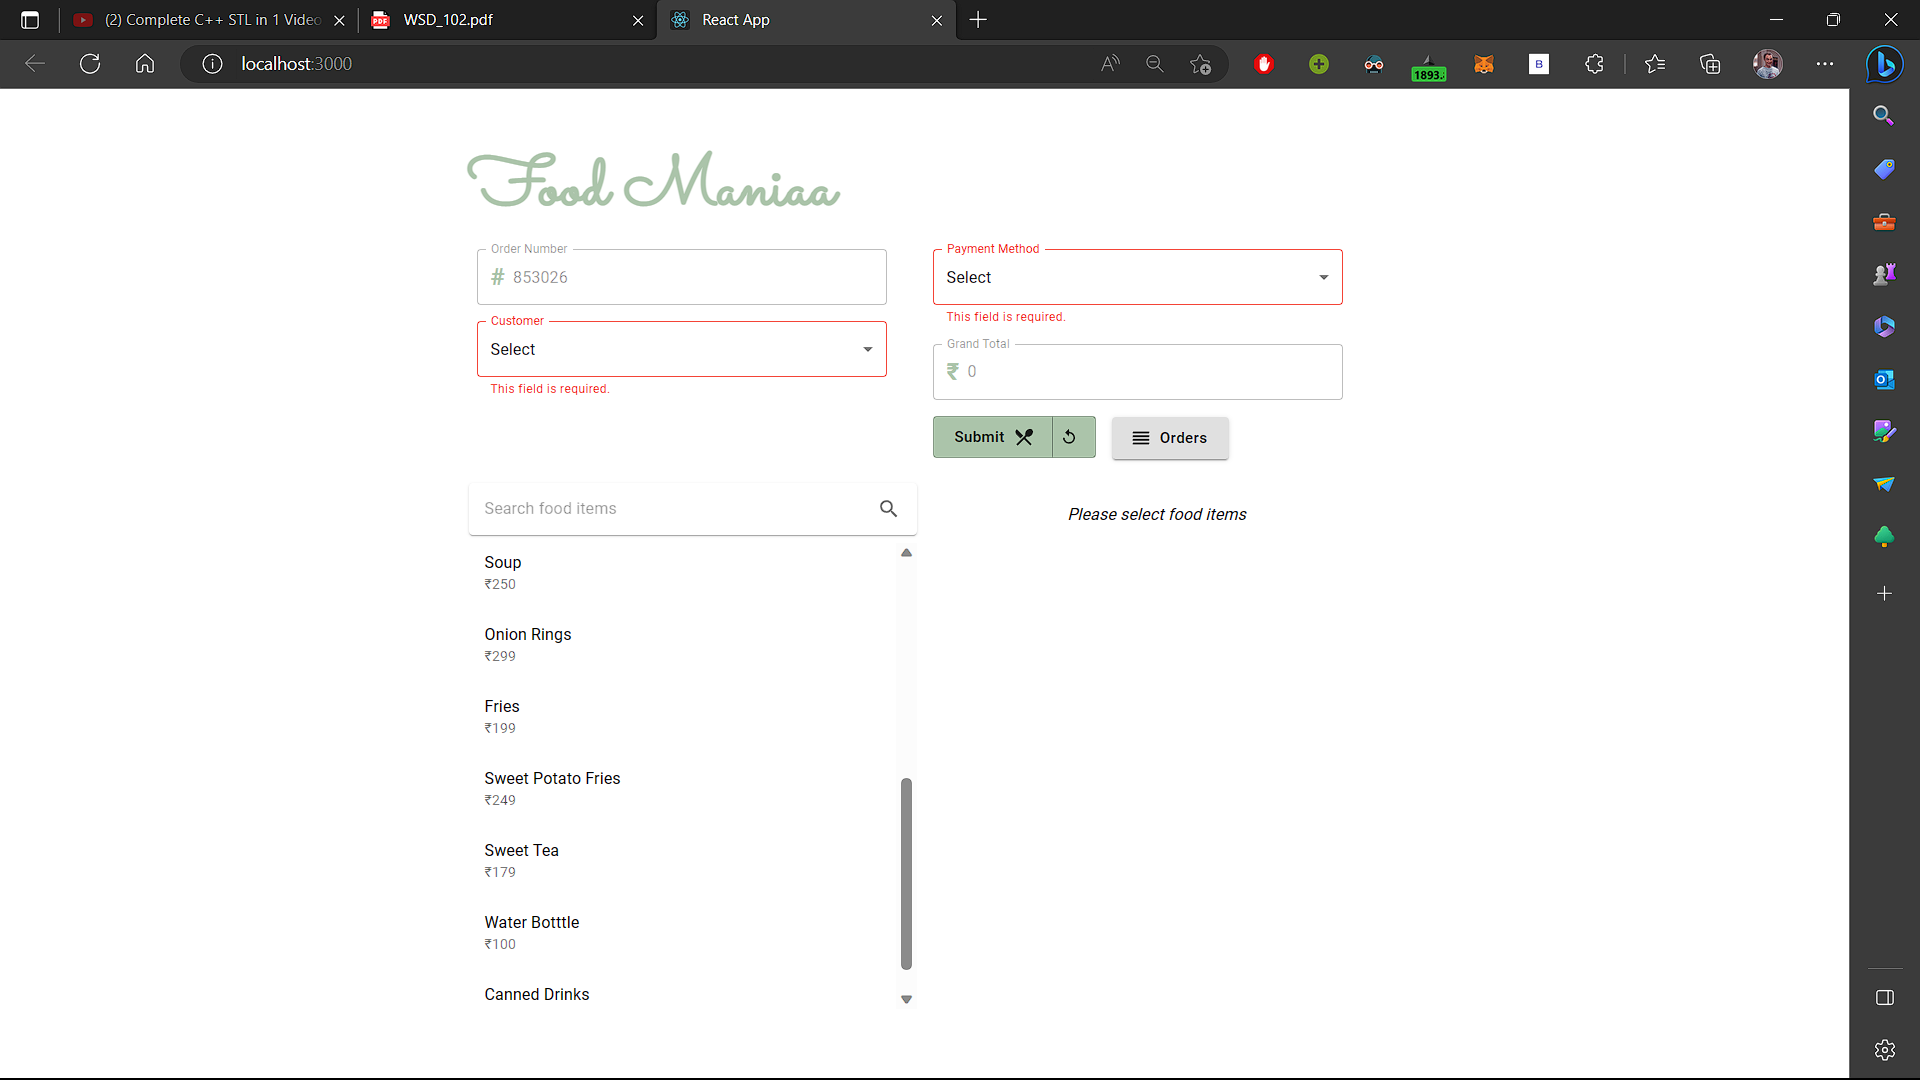 (2) Complete C++ STL in 1 Video
WSD_102.pdf
React App
localhost:3000
1893.
B
Food Maniaa
Order Number
# 853026
Payment Method
Select
This field is required.
Customer
Select
This field is required.
Grand Total
₹ 0
Submit
Orders
Search food items
Please select food items
Soup
₹250
Onion Rings
₹299
Fries
₹199
Sweet Potato Fries
₹249
Sweet Tea
₹179
Water Botttle
₹100
Canned Drinks